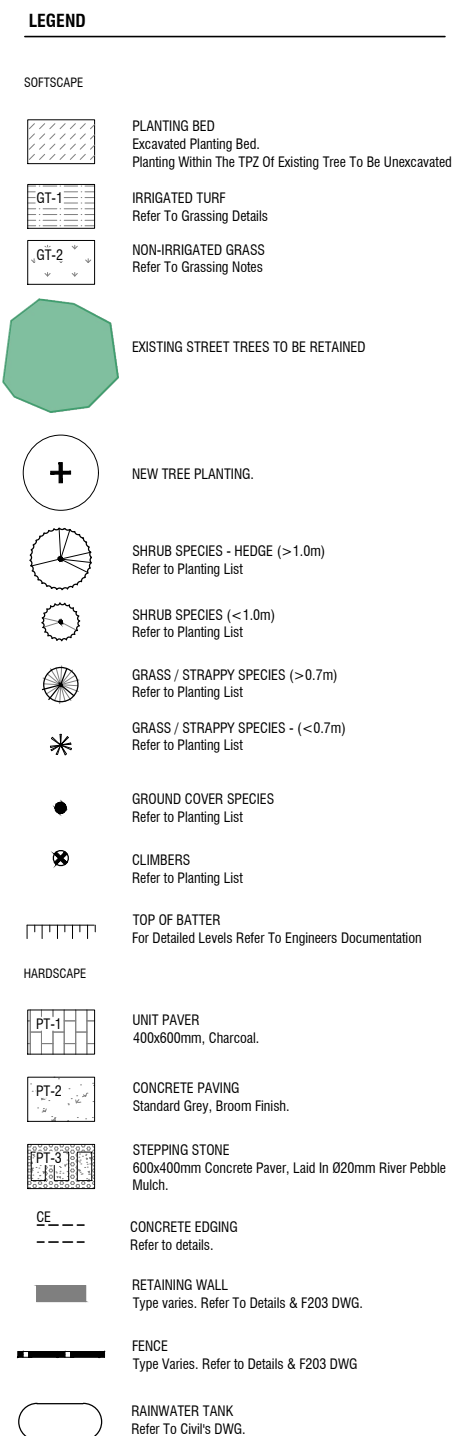 LEGEND
SOFTSCAPE
PLANTING BED
Excavated Planting Bed.
Planting Within The TPZ Of Existing Tree To Be Unexcavated
GT-1
IRRIGATED TURF
Refer To Grassing Details
GT-2
NON-IRRIGATED GRASS
Refer To Grassing Notes
EXISTING STREET TREES TO BE RETAINED
NEW TREE PLANTING.
SHRUB SPECIES - HEDGE (>1.0m)
Refer to Planting List
SHRUB SPECIES (<1.0m)
Refer to Planting List
GRASS / STRAPPY SPECIES (>0.7m)
Refer to Planting List
GRASS / STRAPPY SPECIES - (<0.7m)
Refer to Planting List
GROUND COVER SPECIES
Refer to Planting List
CLIMBERS
Refer to Planting List
TOP OF BATTER
For Detailed Levels Refer To Engineers Documentation
HARDSCAPE
PT-1
UNIT PAVER
400x600mm, Charcoal.
PT-2
CONCRETE PAVING
Standard Grey, Broom Finish.
PT-3
STEPPING STONE
600x400mm Concrete Paver, Laid In Ø20mm River Pebble
Mulch.
CE
CONCRETE EDGING
Refer to details.
RETAINING WALL
Type varies. Refer To Details & F203 DWG.
FENCE
Type Varies. Refer to Details & F203 DWG
RAINWATER TANK
Refer To Civil's DWG.